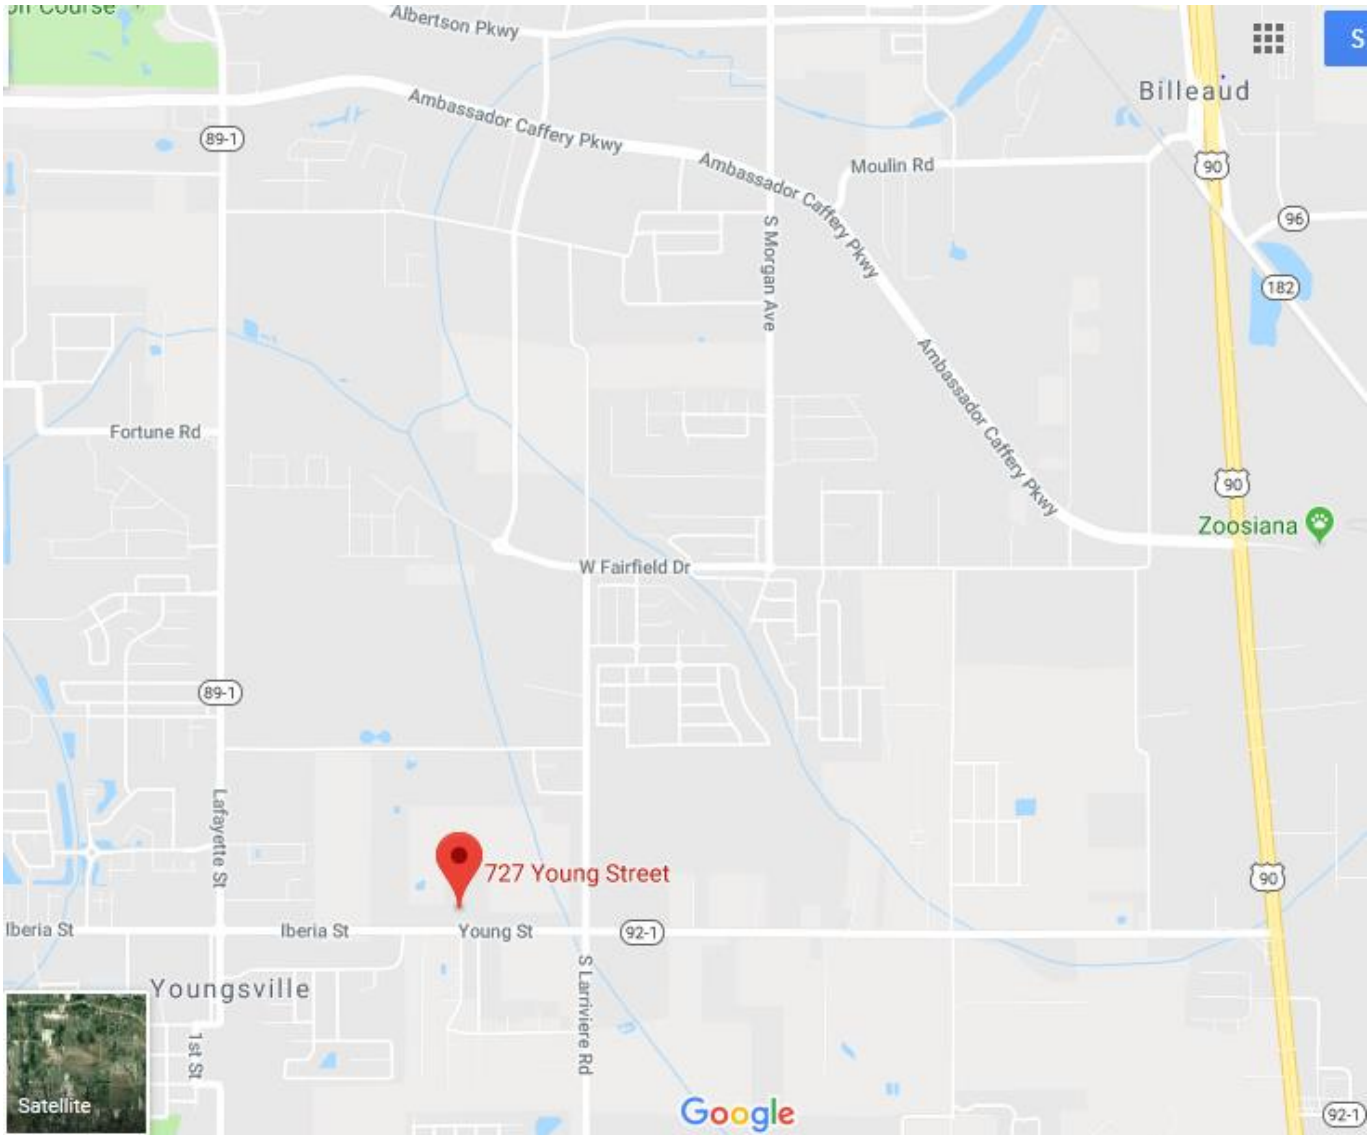 on Course
Albertson Pkwy
S
Billeaud
Ambassador Caffery Pkwy
89-1
Ambassador Caffery Pkwy
Moulin Rd
90
96
S Morgan Ave
182
Ambassador Caffery Pkwy
Fortune Rd
90
Zoosiana
W Fairfield Dr
89-1
Lafayette St
727 Young Street
90
Iberia St
Iberia St
Young St
92-1
Youngsville
S Larriviere Rd
1st St
Satellite
Google
92-1